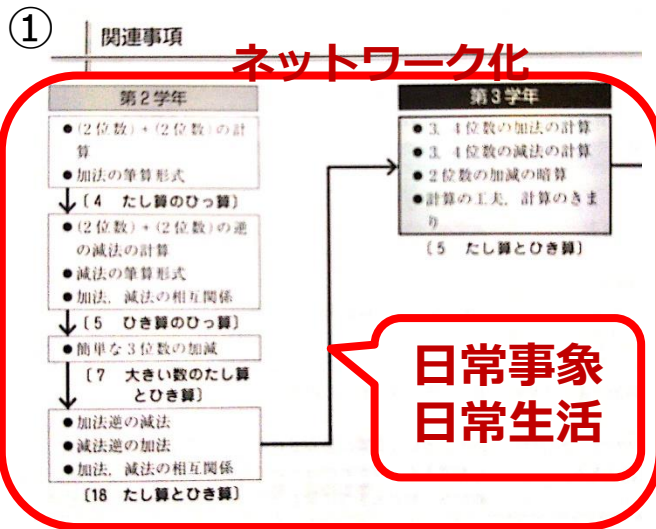 ①
関連事項
ネットワーク化
第2学年
●(2位数)+(2位数)の計
算
●加法の筆算形式
〔4 たし算のひっ算〕
●(2位数)+(2位数)の逆
の減法の計算
●減法の筆算形式
●加法,減法の相互関係
〔5 ひき算のひっ算〕
●簡単な3位数の加減
〔7 大きい数のたし算
とひき算〕
●加法逆の減法
●減法逆の加法
●加法,減法の相互関係
〔18 たし算とひき算〕
第3学年
●3,4位数の加法の計算
●3,4位数の減法の計算
●2位数の加減の暗算
●計算の工夫,計算のきま
り
〔5 たし算とひき算〕
日常事象
日常生活